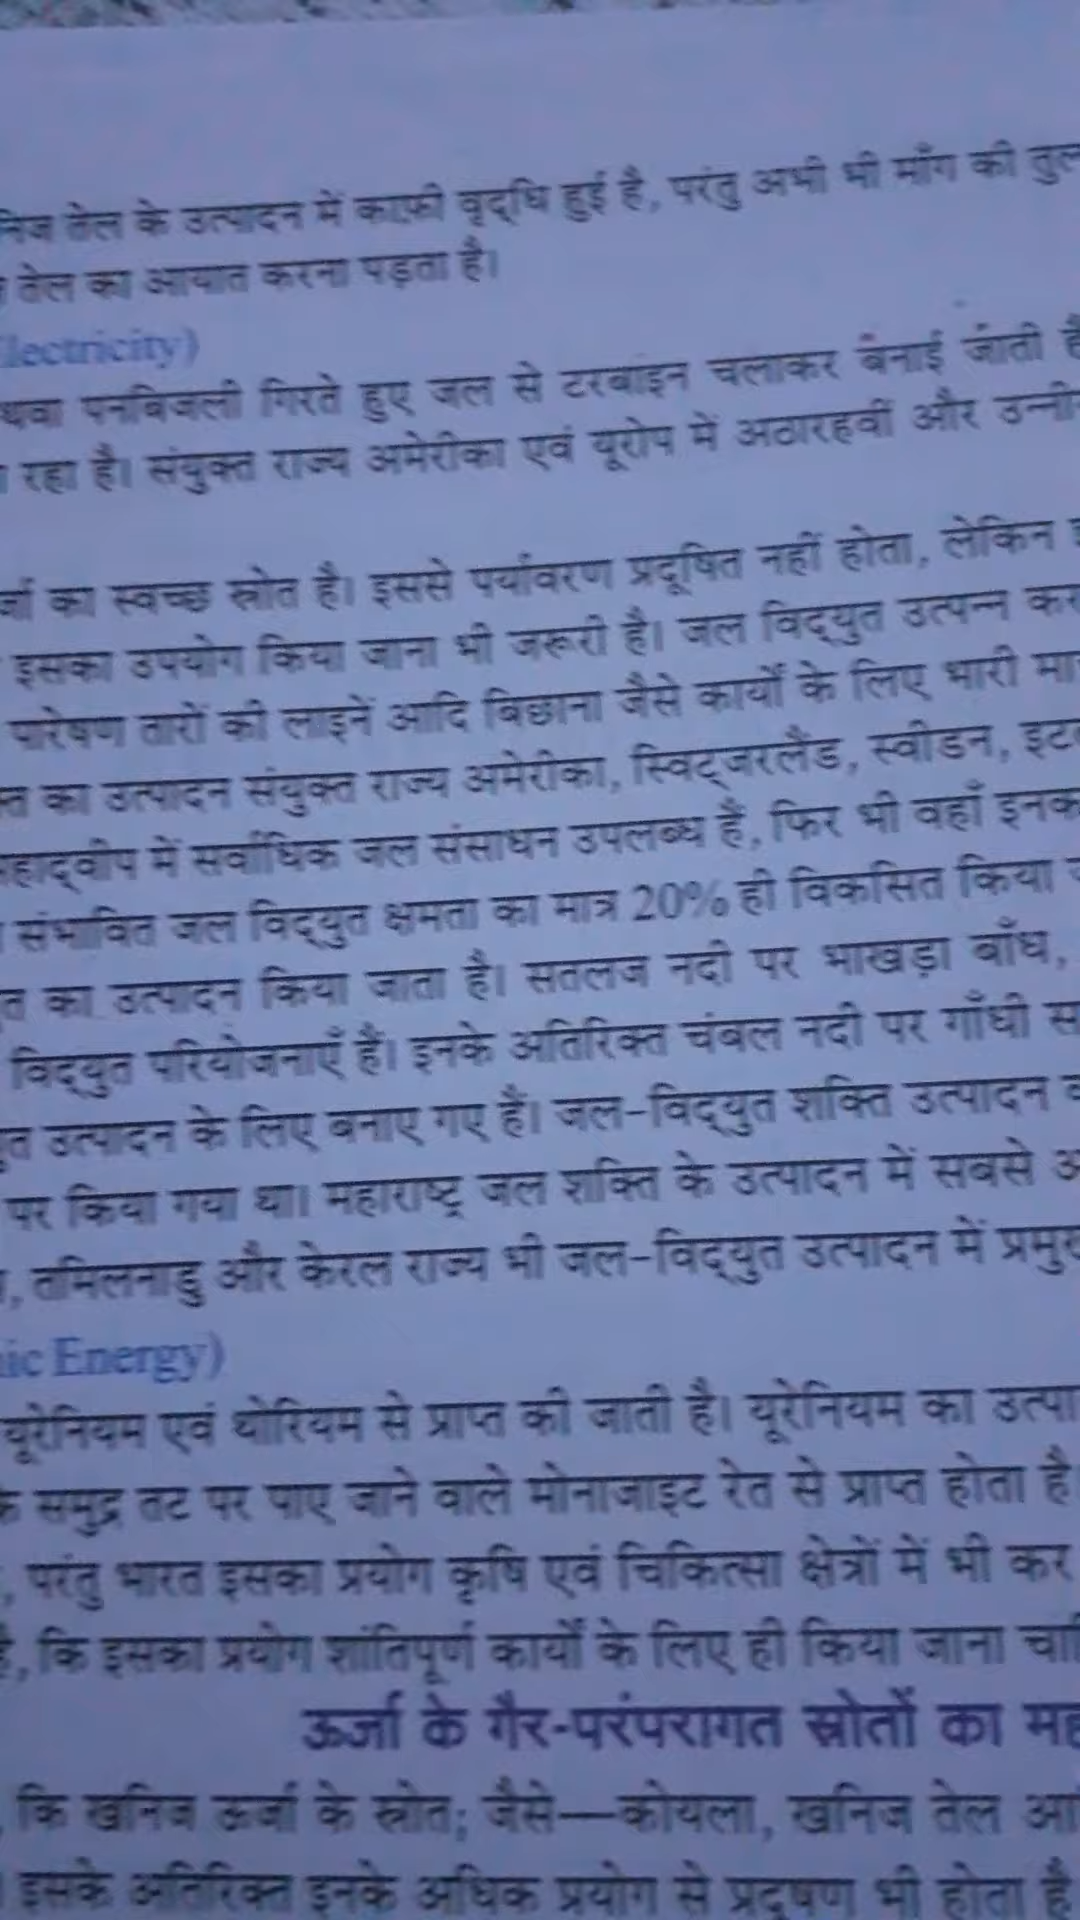 निज तेल के उत्पादन में काफ़ी वृद्धि हुई है, परंतु अभी भी माँग की तुल
तेल का आयात करना पड़ता है।
lectricity)
थवा पनबिजली गिरते हुए जल से टरबाइन चलाकर बनाई जाती है
रहा है। संयुक्त राज्य अमेरीका एवं यूरोप में अठारहवीं और उन्नी
र्जा का स्वच्छ स्रोत है। इससे पर्यावरण प्रदूषित नहीं होता, लेकिन
इसका उपयोग किया जाना भी जरूरी है। जल विद्युत उत्पन्न कर
पारेषण तारों की लाइनें आदि बिछाना जैसे कार्यों के लिए भारी मा
त का उत्पादन संयुक्त राज्य अमेरीका, स्विट्जरलैंड, स्वीडन, इट
महाद्वीप में सर्वाधिक जल संसाधन उपलब्ध हैं, फिर भी वहाँ इनक
संभावित जल विद्युत क्षमता का मात्र 20% ही विकसित किया
त का उत्पादन किया जाता है। सतलज नदी पर भाखड़ा बाँध,
विद्युत परियोजनाएँ हैं। इनके अतिरिक्त चंबल नदी पर गाँधी स
त उत्पादन के लिए बनाए गए हैं। जल-विद्युत शक्ति उत्पादन
पर किया गया था। महाराष्ट्र जल शक्ति के उत्पादन में सबसे अ
, तमिलनाडु और केरल राज्य भी जल-विद्युत उत्पादन में प्रमुख
ic Energy)
यूरेनियम एवं थोरियम से प्राप्त की जाती है। यूरेनियम का उत्पा
के समुद्र तट पर पाए जाने वाले मोनाजाइट रेत से प्राप्त होता है
, परंतु भारत इसका प्रयोग कृषि एवं चिकित्सा क्षेत्रों में भी कर
है, कि इसका प्रयोग शांतिपूर्ण कार्यों के लिए ही किया जाना चाहि
ऊर्जा के गैर-परंपरागत स्रोतों का मह
कि खनिज ऊर्जा के स्रोत; जैसे—कोयला, खनिज तेल आ
इसके अतिरिक्त इनके अधिक प्रयोग से प्रदूषण भी होता है